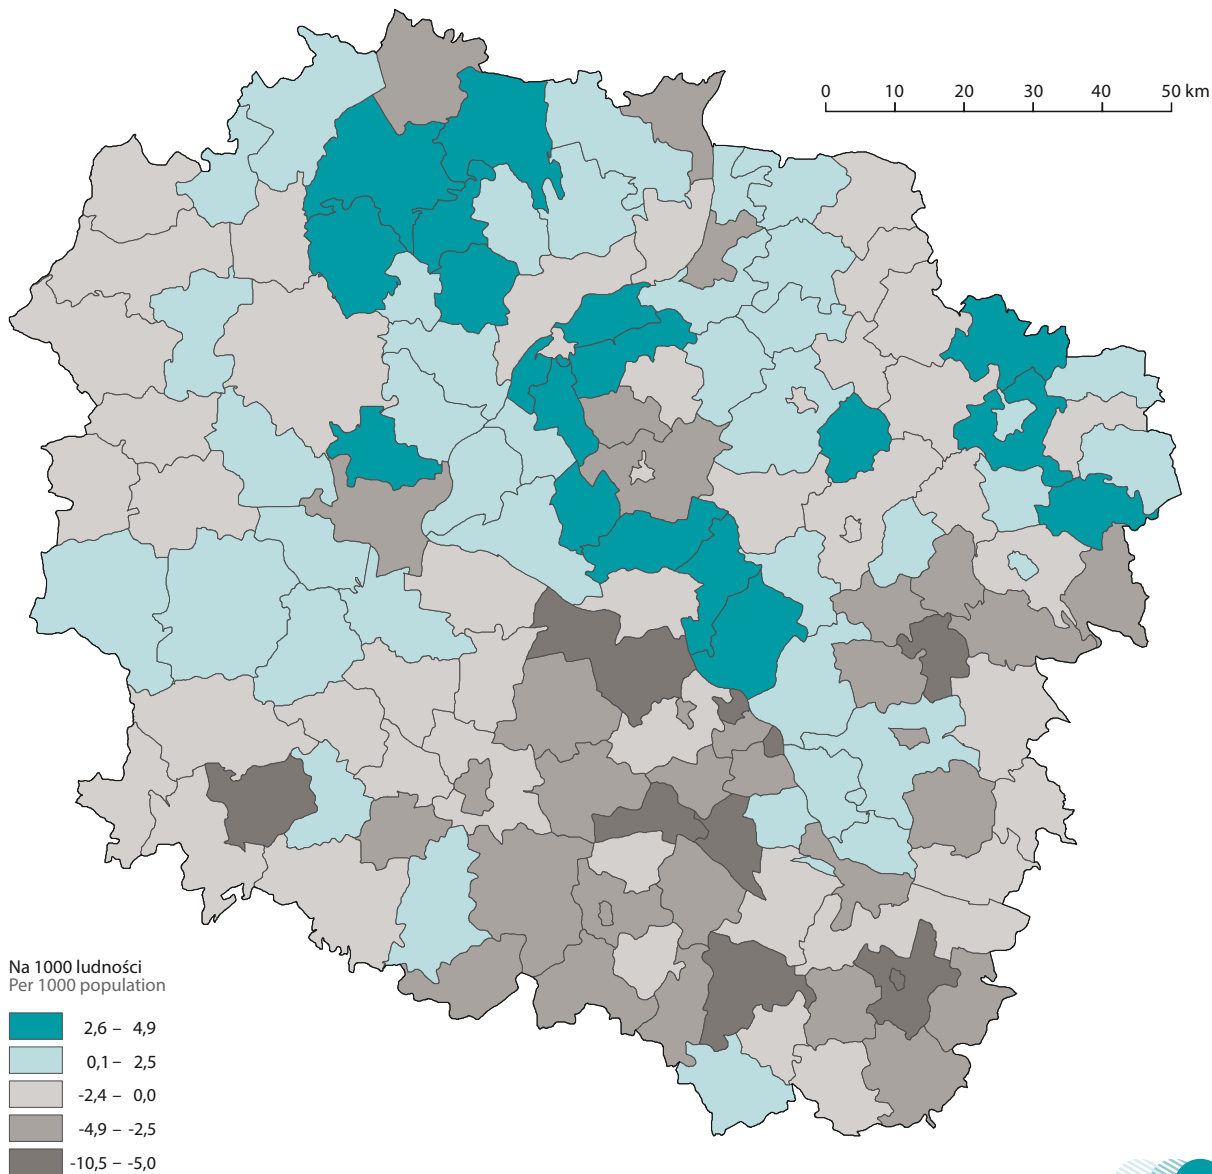 0 10 20 30 40 50 km
Na 1000 ludności
Per 1000 population
2,6 – 4,9
0,1 – 2,5
-2,4 – 0,0
-4,9 – -2,5
-10,5 – -5,0